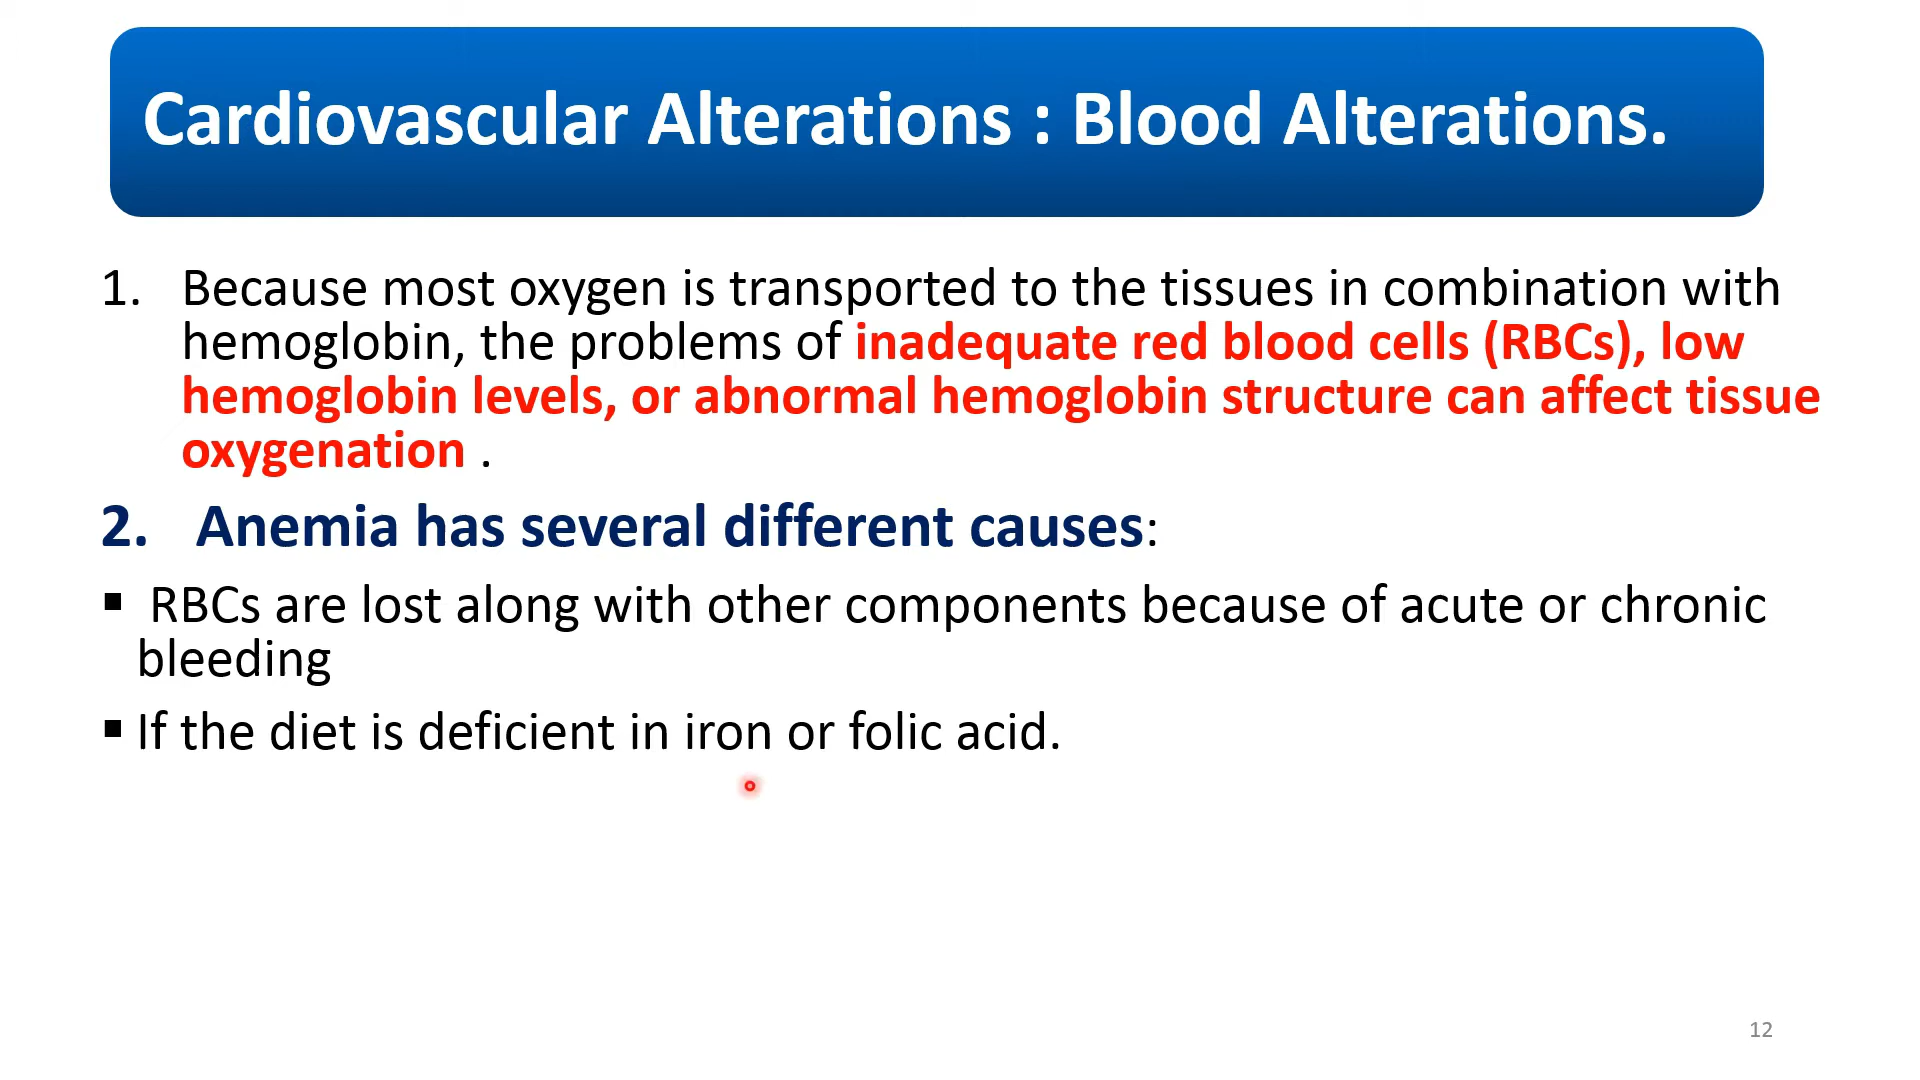 Cardiovascular Alterations : Blood Alterations.
1. Because most oxygen is transported to the tissues in combination with
hemoglobin, the problems of inadequate red blood cells (RBCs), low
hemoglobin levels, or abnormal hemoglobin structure can affect tissue
oxygenation .
2. Anemia has several different causes:
▪ RBCs are lost along with other components because of acute or chronic
bleeding
▪ If the diet is deficient in iron or folic acid.
12